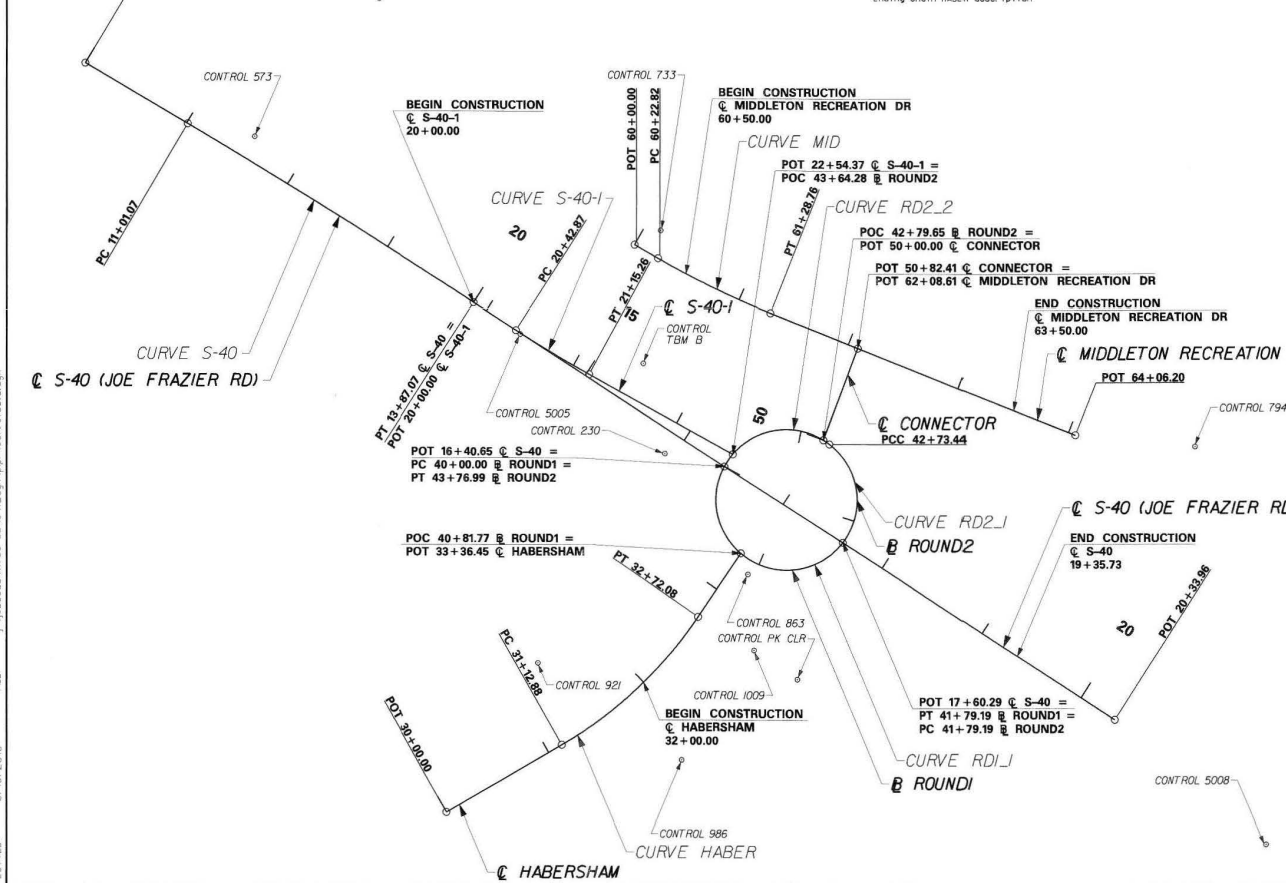 CONTROL 573
CONTROL 733
BEGIN CONSTRUCTION
℄ S-40-1
20+00.00
POT 60+00.00
PC 60+22.82
BEGIN CONSTRUCTION
℄ MIDDLETON RECREATION DR
60+50.00
CURVE MID
POT 22+54.37 ℄ S-40-1 =
POC 43+64.28 ⅊ ROUND2
CURVE S-40-1
20
CURVE RD2_2
PC 11+01.07
PC 20+42.87
PT 21+15.26
PT 61+28.76
POC 42+79.65 ⅊ ROUND2 =
POT 50+00.00 ℄ CONNECTOR
POT 50+82.41 ℄ CONNECTOR =
POT 62+08.61 ℄ MIDDLETON RECREATION DR
15
℄ S-40-1
CONTROL
TBM B
END CONSTRUCTION
℄ MIDDLETON RECREATION DR
63+50.00
CURVE S-40
℄ S-40 (JOE FRAZIER RD)
℄ MIDDLETON RECREATION
POT 64+06.20
PT 13+87.07 ℄ S-40 =
POT 20+00.00 ℄ S-40-1
CONTROL 5005
CONTROL 230
50
℄ CONNECTOR
PCC 42+73.44
CONTROL 794
POT 16+40.65 ℄ S-40 =
PC 40+00.00 ⅊ ROUND1 =
PT 43+76.99 ⅊ ROUND2
℄ S-40 (JOE FRAZIER RD
CURVE RD2_1
⅊ ROUND2
POC 40+81.77 ⅊ ROUND1 =
POT 33+36.45 ℄ HABERSHAM
END CONSTRUCTION
℄ S-40
19+35.73
PT 32+72.08
POT 20+33.96
20
CONTROL 863
CONTROL PK CLR
PC 31+12.88
CONTROL 921
CONTROL 1009
POT 30+00.00
BEGIN CONSTRUCTION
℄ HABERSHAM
32+00.00
POT 17+60.29 ℄ S-40 =
PT 41+79.19 ⅊ ROUND1 =
PC 41+79.19 ⅊ ROUND2
CURVE RD1_1
⅊ ROUND1
CONTROL 5008
CONTROL 986
CURVE HABER
℄ HABERSHAM